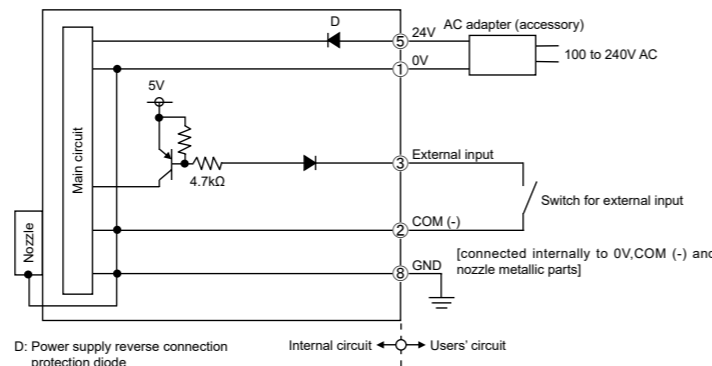 D
24V
AC adapter (accessory)
5
0V
1
100 to 240V AC
5V
Main circuit
External input
3
4.7kΩ
Switch for external input
COM (-)
2
Nozzle
[connected internally to 0V,COM (-) and
nozzle metallic parts]
GND
8
D: Power supply reverse connection
protection diode
Internal circuit
Users' circuit